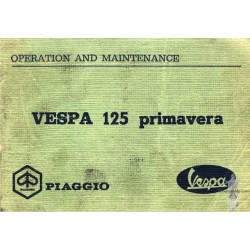 OPERATION AND MAINTENANCE
VESPA 125 primavera
PIAGGIO
Vespa